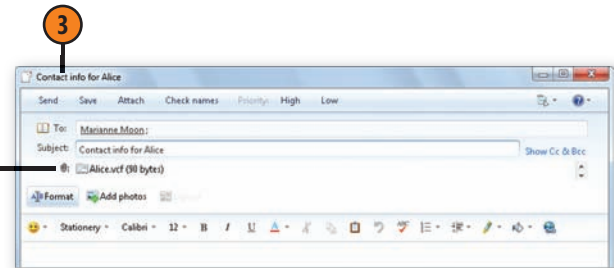 3
Contact info for Alice
Send Save Attach Check names Priority: High Low
To: Marianne Moon;
Subject: Contact info for Alice Show Cc & Bcc
Alice.vcf (90 bytes)
Format Add photos
Stationery Calibri 12 B I U A